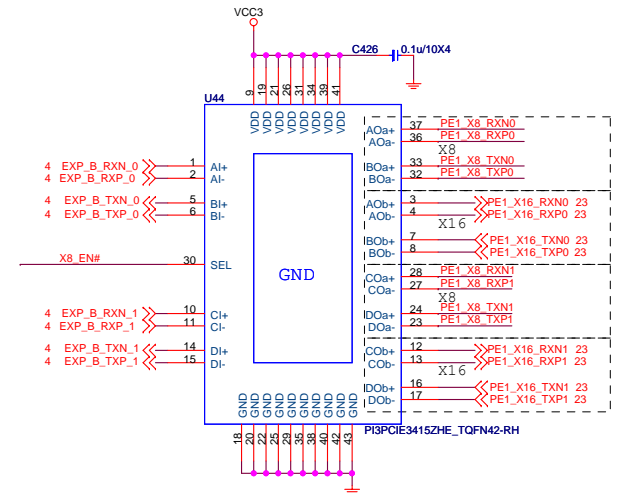 VCC3
C426 0.1u/10X4
U44
9 19 21 26 31 34 39 41
VDD VDD VDD VDD VDD VDD VDD VDD
4 EXP_B_RXN_0 1 AI+
4 EXP_B_RXP_0 2 AI-
4 EXP_B_TXN_0 5 BI+
4 EXP_B_TXP_0 6 BI-
X8_EN# 30 SEL
4 EXP_B_RXN_1 10 CI+
4 EXP_B_RXP_1 11 CI-
4 EXP_B_TXN_1 14 DI+
4 EXP_B_TXP_1 15 DI-
GND
AOa+ 37 PE1_X8_RXN0
AOa- 36 PE1_X8_RXP0
X8
BOa+ 33 PE1_X8_TXN0
BOa- 32 PE1_X8_TXP0
AOb+ 3 PE1_X16_RXN0 23
AOb- 4 PE1_X16_RXP0 23
X16
BOb+ 7 PE1_X16_TXN0 23
BOb- 8 PE1_X16_TXP0 23
COa+ 28 PE1_X8_RXN1
COa- 27 PE1_X8_RXP1
X8
DOa+ 24 PE1_X8_TXN1
DOa- 23 PE1_X8_TXP1
COb+ 12 PE1_X16_RXN1 23
COb- 13 PE1_X16_RXP1 23
X16
DOb+ 16 PE1_X16_TXN1 23
DOb- 17 PE1_X16_TXP1 23
GND GND GND GND GND GND GND GND GND GND
18 20 22 25 29 35 38 40 42 43
PI3PCIE3415ZHE_TQFN42-RH